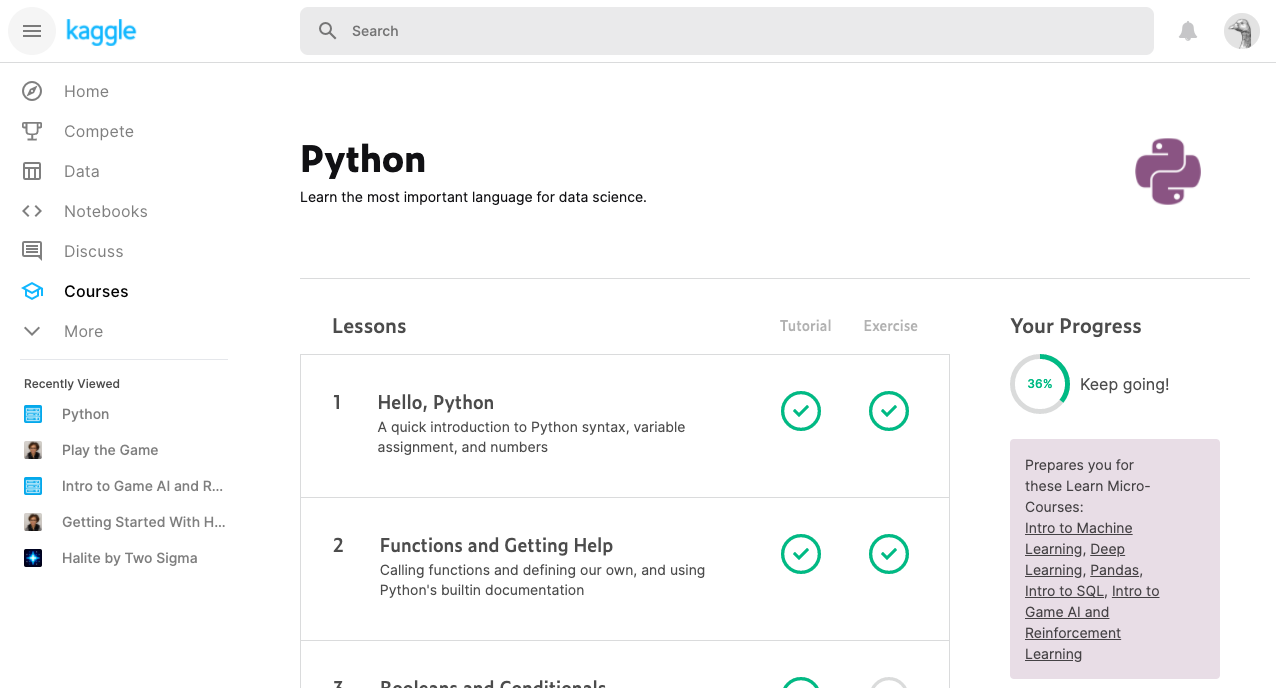 kaggle
Search
Home
Compete
Data
Notebooks
Discuss
Courses
More
Recently Viewed
Python
Play the Game
Intro to Game AI and R...
Getting Started With H...
Halite by Two Sigma
Python
Learn the most important language for data science.
Lessons
Tutorial
Exercise
1
Hello, Python
A quick introduction to Python syntax, variable
assignment, and numbers
2
Functions and Getting Help
Calling functions and defining our own, and using
Python's builtin documentation
3
Booleans and Conditionals
Your Progress
36%
Keep going!
Prepares you for
these Learn Micro-
Courses:
Intro to Machine
Learning, Deep
Learning, Pandas,
Intro to SQL, Intro to
Game AI and
Reinforcement
Learning